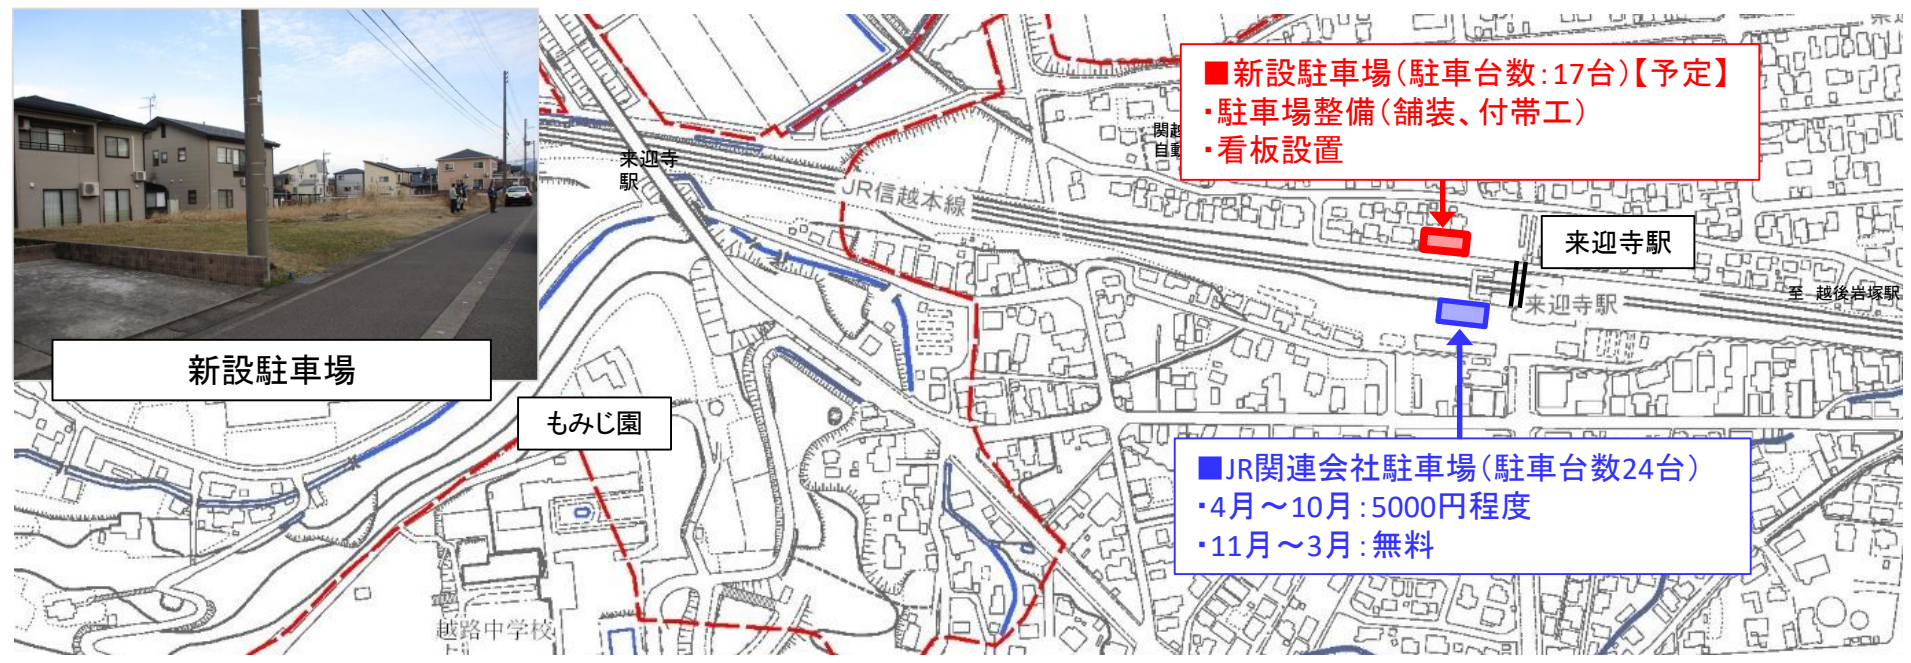 新設駐車場
■新設駐車場(駐車台数:17台)【予定】
・駐車場整備(舗装、付帯工)
・看板設置
関越
自動
来迎寺
駅
JR信越本線
来迎寺駅
来迎寺駅
至 越後岩塚駅
もみじ園
■JR関連会社駐車場(駐車台数24台)
・4月～10月:5000円程度
・11月～3月:無料
越路中学校